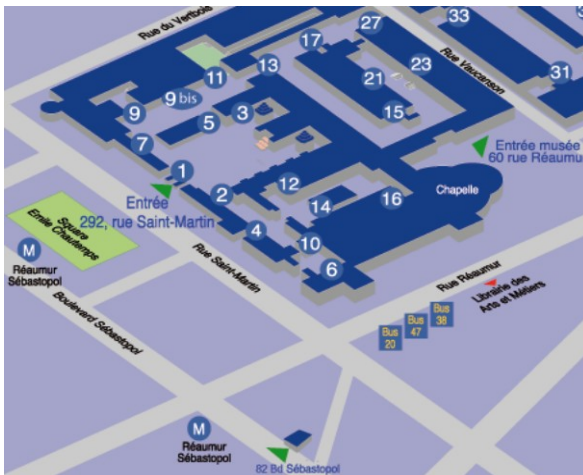 Rue du Vertbois
27
33
17
Rue Vaucanson
13
11
21
23
31
9 bis
9
3
5
15
7
Entrée musée
60 rue Réaumu
1
Entrée
292, rue Saint-Martin
2
12
16
Chapelle
14
4
10
6
Square
Emile Chautemps
M
Réaumur
Sébastopol
Rue Saint-Martin
Rue Réaumur
Librairie des
Arts et Métiers
Bus
38
Bus
47
Bus
20
Boulevard Sébastopol
M
Réaumur
Sébastopol
82 Bd Sébastopol